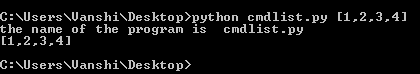 C:\Users\Vanshi\Desktop>python cmdlist.py [1,2,3,4]
the name of the program is  cmdlist.py
[1,2,3,4]
C:\Users\Vanshi\Desktop>